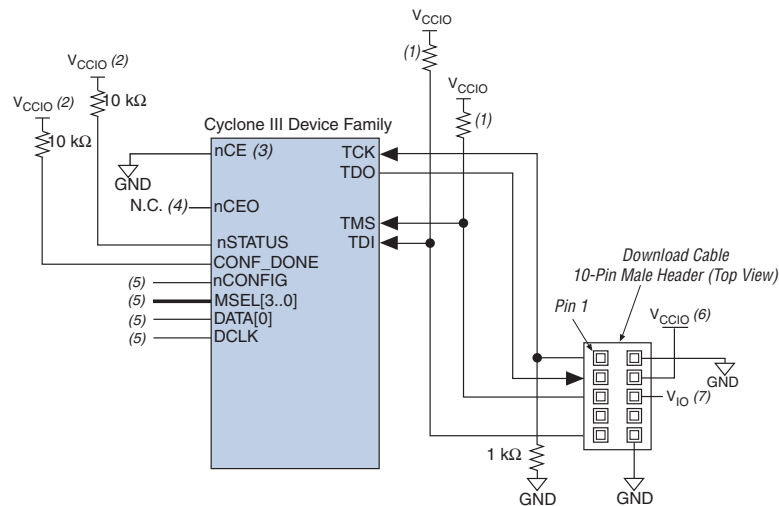 VCCIO
(1)
VCCIO
(1)
VCCIO (2)
10 kΩ
VCCIO (2)
10 kΩ
Cyclone III Device Family
nCE (3)
GND
N.C. (4)
nCEO
nSTATUS
CONF_DONE
(5) nCONFIG
(5) MSEL[3..0]
(5) DATA[0]
(5) DCLK
TCK
TDO
TMS
TDI
Download Cable
10-Pin Male Header (Top View)
Pin 1
VCCIO (6)
GND
VIO (7)
1 kΩ
GND
GND